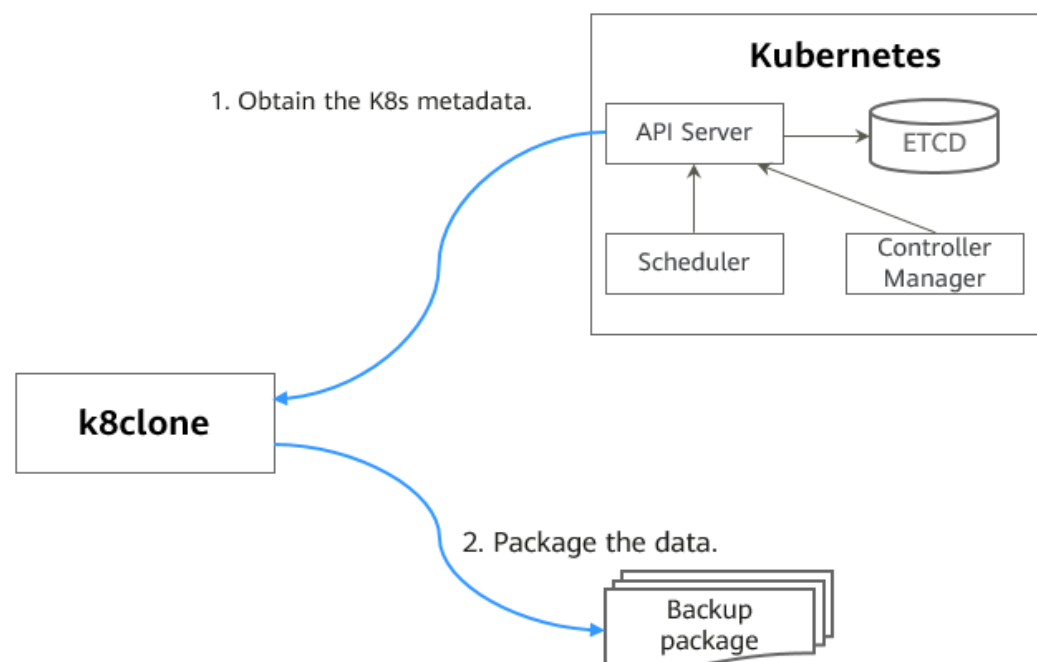 Kubernetes
1. Obtain the K8s metadata.
API Server
ETCD
Scheduler
Controller
Manager
k8clone
2. Package the data.
Backup
package